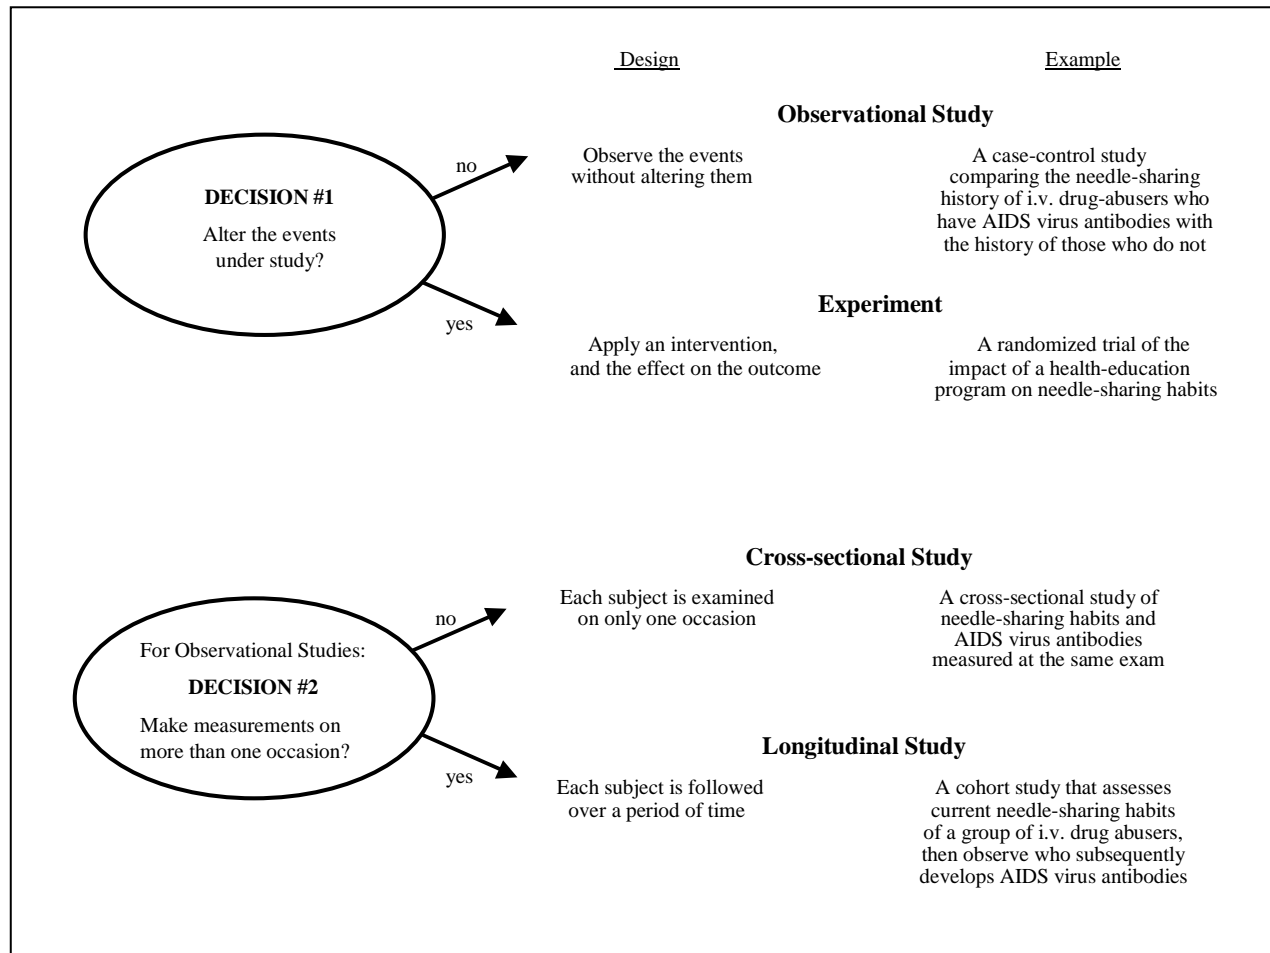 Design
Example
Observational Study
DECISION #1
Alter the events
under study?
no
Observe the events
without altering them
A case-control study
comparing the needle-sharing
history of i.v. drug-abusers who
have AIDS virus antibodies with
the history of those who do not
Experiment
yes
Apply an intervention,
and the effect on the outcome
A randomized trial of the
impact of a health-education
program on needle-sharing habits
Cross-sectional Study
For Observational Studies:
DECISION #2
Make measurements on
more than one occasion?
no
Each subject is examined
on only one occasion
A cross-sectional study of
needle-sharing habits and
AIDS virus antibodies
measured at the same exam
Longitudinal Study
yes
Each subject is followed
over a period of time
A cohort study that assesses
current needle-sharing habits
of a group of i.v. drug abusers,
then observe who subsequently
develops AIDS virus antibodies